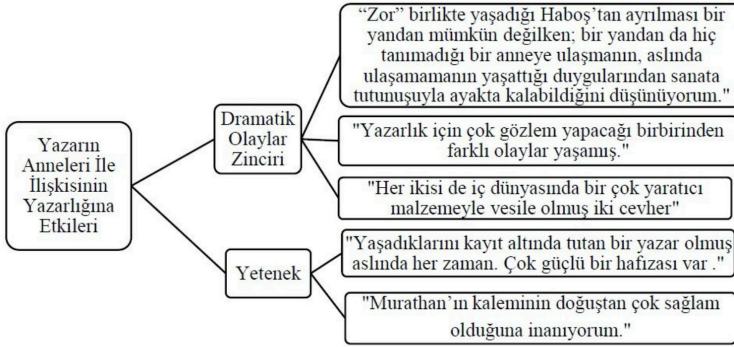 Yazarın
Anneleri İle
İlişkisinin
Yazarlığına
Etkileri
Dramatik
Olaylar
Zinciri
“Zor” birlikte yaşadığı Haboş’tan ayrılması bir
yandan mümkün değilken; bir yandan da hiç
tanımadığı bir anneye ulaşmanın, aslında
ulaşamamanın yaşattığı duygularından sanata
tutunuşuyla ayakta kalabildiğini düşünüyorum."
"Yazarlık için çok gözlem yapacağı birbirinden
farklı olaylar yaşamış."
"Her ikisi de iç dünyasında bir çok yaratıcı
malzemeyle vesile olmuş iki cevher"
Yetenek
"Yaşadıklarını kayıt altında tutan bir yazar olmuş
aslında her zaman. Çok güçlü bir hafızası var ."
"Murathan’ın kaleminin doğuştan çok sağlam
olduğuna inanıyorum."